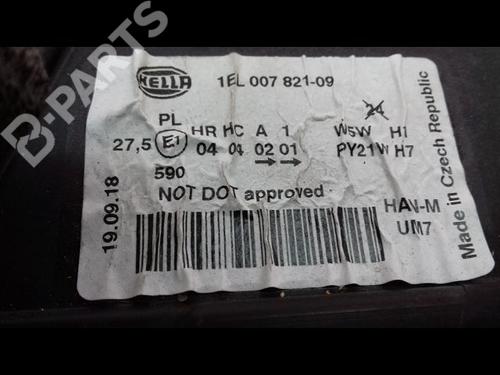 HELLA
1EL 007 821-09
PL
HR HC A 1 W5W H1
27,5 E1 04 04 02 01 PY21W H7
590
NOT DOT approved
HAN-M
UM7
19.09.18
Made in Czech Republic
B-PARTS